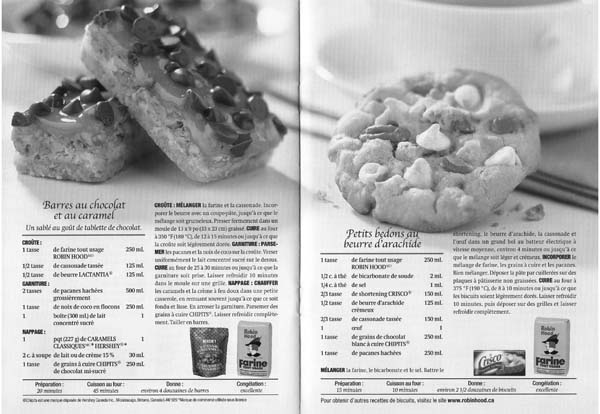 Barres au chocolat
et au caramel
Un sablé au goût de tablette de chocolat.
CROÛTE :
1 tasse de farine tout usage 250 mL
ROBIN HOOD
1/2 tasse de cassonade tassée 125 mL
1/2 tasse de beurre LACTANTIA 125 mL
GARNITURE :
2 tasses de pacanes hachées 500 mL
grossièrement
1 tasse de noix de coco en flocons 250 mL
1 boîte (300 mL) de lait
concentré sucré
NAPPAGE :
1 pqt (227 g) de CARAMELS
CLASSIQUES HERSHEY
2 c. à soupe de lait ou de crème 15 % 30 mL
1 tasse de grains à cuire CHIPITS 250 mL
de chocolat mi-sucré
CROÛTE : MÉLANGER la farine et la cassonade. Incor-
porer le beurre avec un coupe-pâte, jusqu'à ce que le
mélange soit grumeleux. Presser fermement dans un
moule de 13 x 9 po (33 x 23 cm) graissé. CUIRE au four
à 350 °F (180 °C), de 12 à 15 minutes ou jusqu'à ce que
la croûte soit légèrement dorée. GARNITURE : PARSE-
MER les pacanes et la noix de coco sur la croûte. Verser
uniformément le lait concentré sucré sur le dessus.
CUIRE au four de 25 à 30 minutes ou jusqu'à ce que la
garniture soit prise. Laisser refroidir 10 minutes
dans le moule sur une grille. NAPPAGE : CHAUFFER
les caramels et la crème à feu doux dans une petite
casserole, en remuant souvent jusqu'à ce que ce soit
fondu et lisse. En arroser la garniture. Parsemer des
grains à cuire CHIPITS. Laisser refroidir complète-
ment. Tailler en barres.
HERSHEY'S
Robin
Hood
Farine
Préparation : Cuisson au four : Donne : Congélation :
20 minutes 45 minutes environ 4 douzaines de barres excellente
Petits bedons au
beurre d'arachide
1 tasse de farine tout usage 250 mL
ROBIN HOOD
1/2 c. à thé de bicarbonate de soude 2 mL
1/4 c. à thé de sel 1 mL
2/3 tasse de shortening CRISCO 150 mL
1/2 tasse de beurre d'arachide 125 mL
crémeux
2/3 tasse de cassonade tassée 150 mL
1 œuf 1
1 tasse de grains de chocolat 250 mL
blanc à cuire CHIPITS
1 tasse de pacanes hachées 250 mL
MÉLANGER la farine, le bicarbonate et le sel. Battre le
shortening, le beurre d'arachide, la cassonade et
l'œuf dans un grand bol au batteur électrique à
vitesse moyenne, environ 4 minutes ou jusqu'à ce
que le mélange soit léger et crémeux. INCORPORER le
mélange de farine, les grains à cuire et les pacanes.
Bien mélanger. Déposer la pâte par cuillerées sur des
plaques à pâtisserie non graissées. CUIRE au four à
375 °F (190 °C), de 8 à 10 minutes ou jusqu'à ce que
les biscuits soient légèrement dorés. Laisser refroidir
10 minutes, puis déposer sur des grilles et laisser
refroidir complètement.
Crisco
Robin
Hood
Farine
Préparation : Cuisson au four : Donne : Congélation :
15 minutes 10 minutes environ 2 1/2 douzaines de biscuits excellente
Pour obtenir d'autres recettes de biscuits, visitez le site www.robinhood.ca